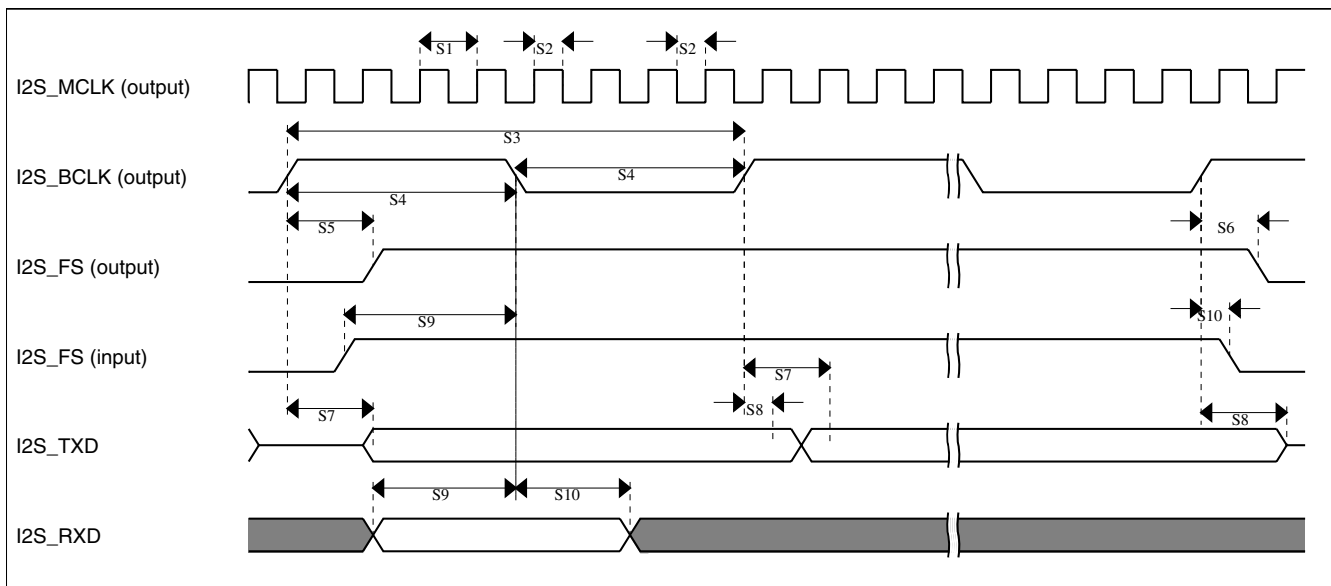 S1
S2
S2
I2S_MCLK (output)
S3
I2S_BCLK (output)
S4
S4
S5
S6
I2S_FS (output)
S9
S10
I2S_FS (input)
S7
S7
S8
S8
I2S_TXD
S9
S10
I2S_RXD